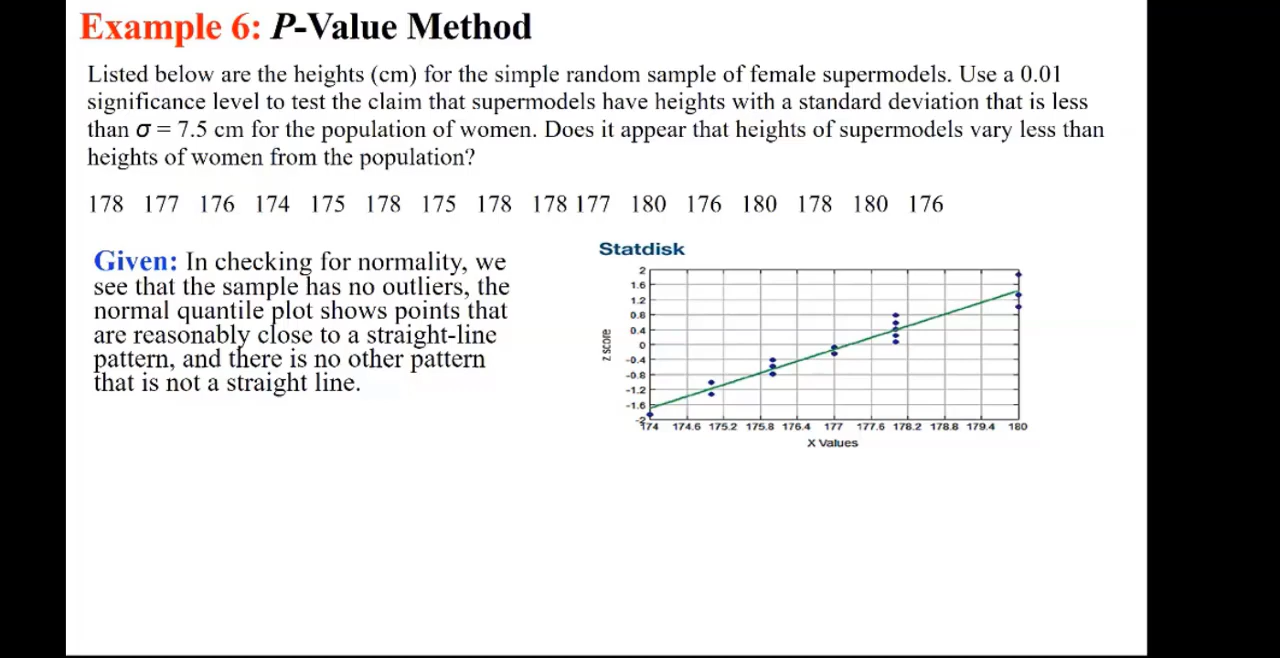 Example 6: P-Value Method
Listed below are the heights (cm) for the simple random sample of female supermodels. Use a 0.01
significance level to test the claim that supermodels have heights with a standard deviation that is less
than σ = 7.5 cm for the population of women. Does it appear that heights of supermodels vary less than
heights of women from the population?
178 177 176 174 175 178 175 178 178 177 180 176 180 178 180 176
Given: In checking for normality, we
see that the sample has no outliers, the
normal quantile plot shows points that
are reasonably close to a straight-line
pattern, and there is no other pattern
that is not a straight line.
Statdisk
2
1.6
1.2
0.8
0.4
0
-0.4
-0.8
-1.2
-1.6
-2
z score
174 174.6 175.2 175.8 176.4 177 177.6 178.2 178.8 179.4 180
X Values